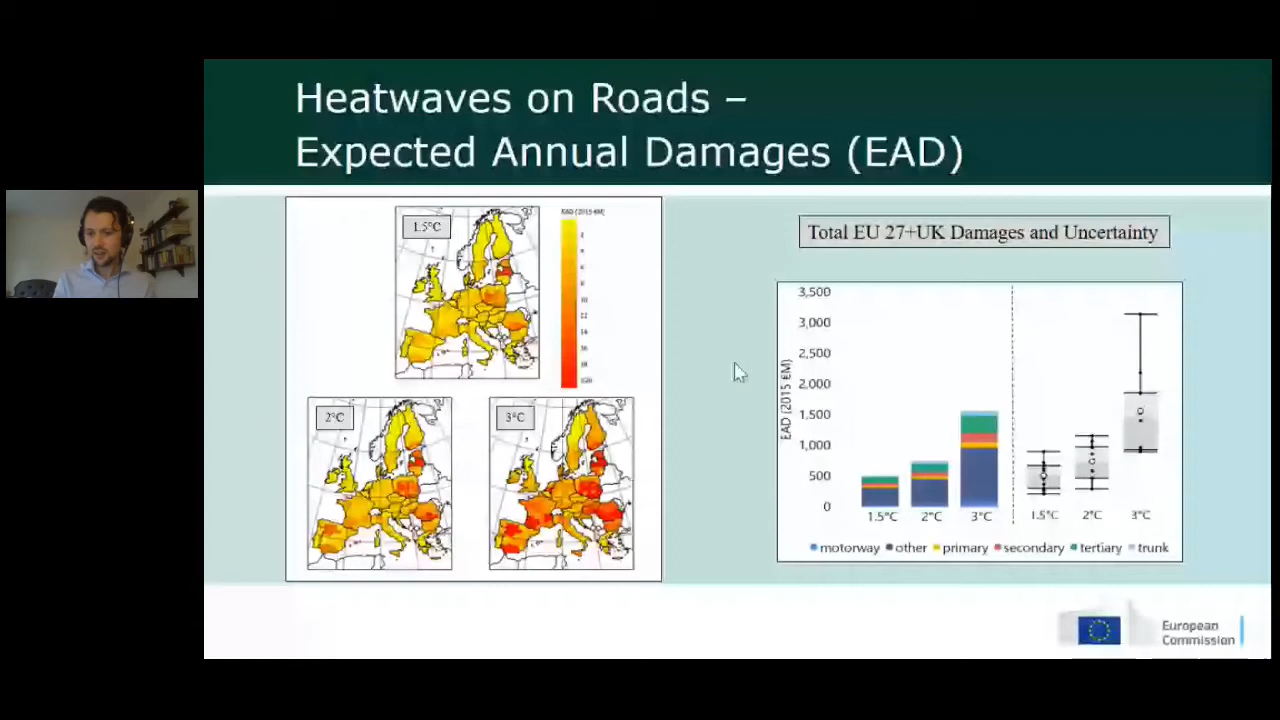 Heatwaves on Roads –
Expected Annual Damages (EAD)
EAD (2015 €M)
1.5°C
2°C
3°C
Total EU 27+UK Damages and Uncertainty
EAD (2015 €M)
3,500
3,000
2,500
2,000
1,500
1,000
500
0
1.5°C 2°C 3°C 1.5°C 2°C 3°C
motorway other primary secondary tertiary trunk
European
Commission